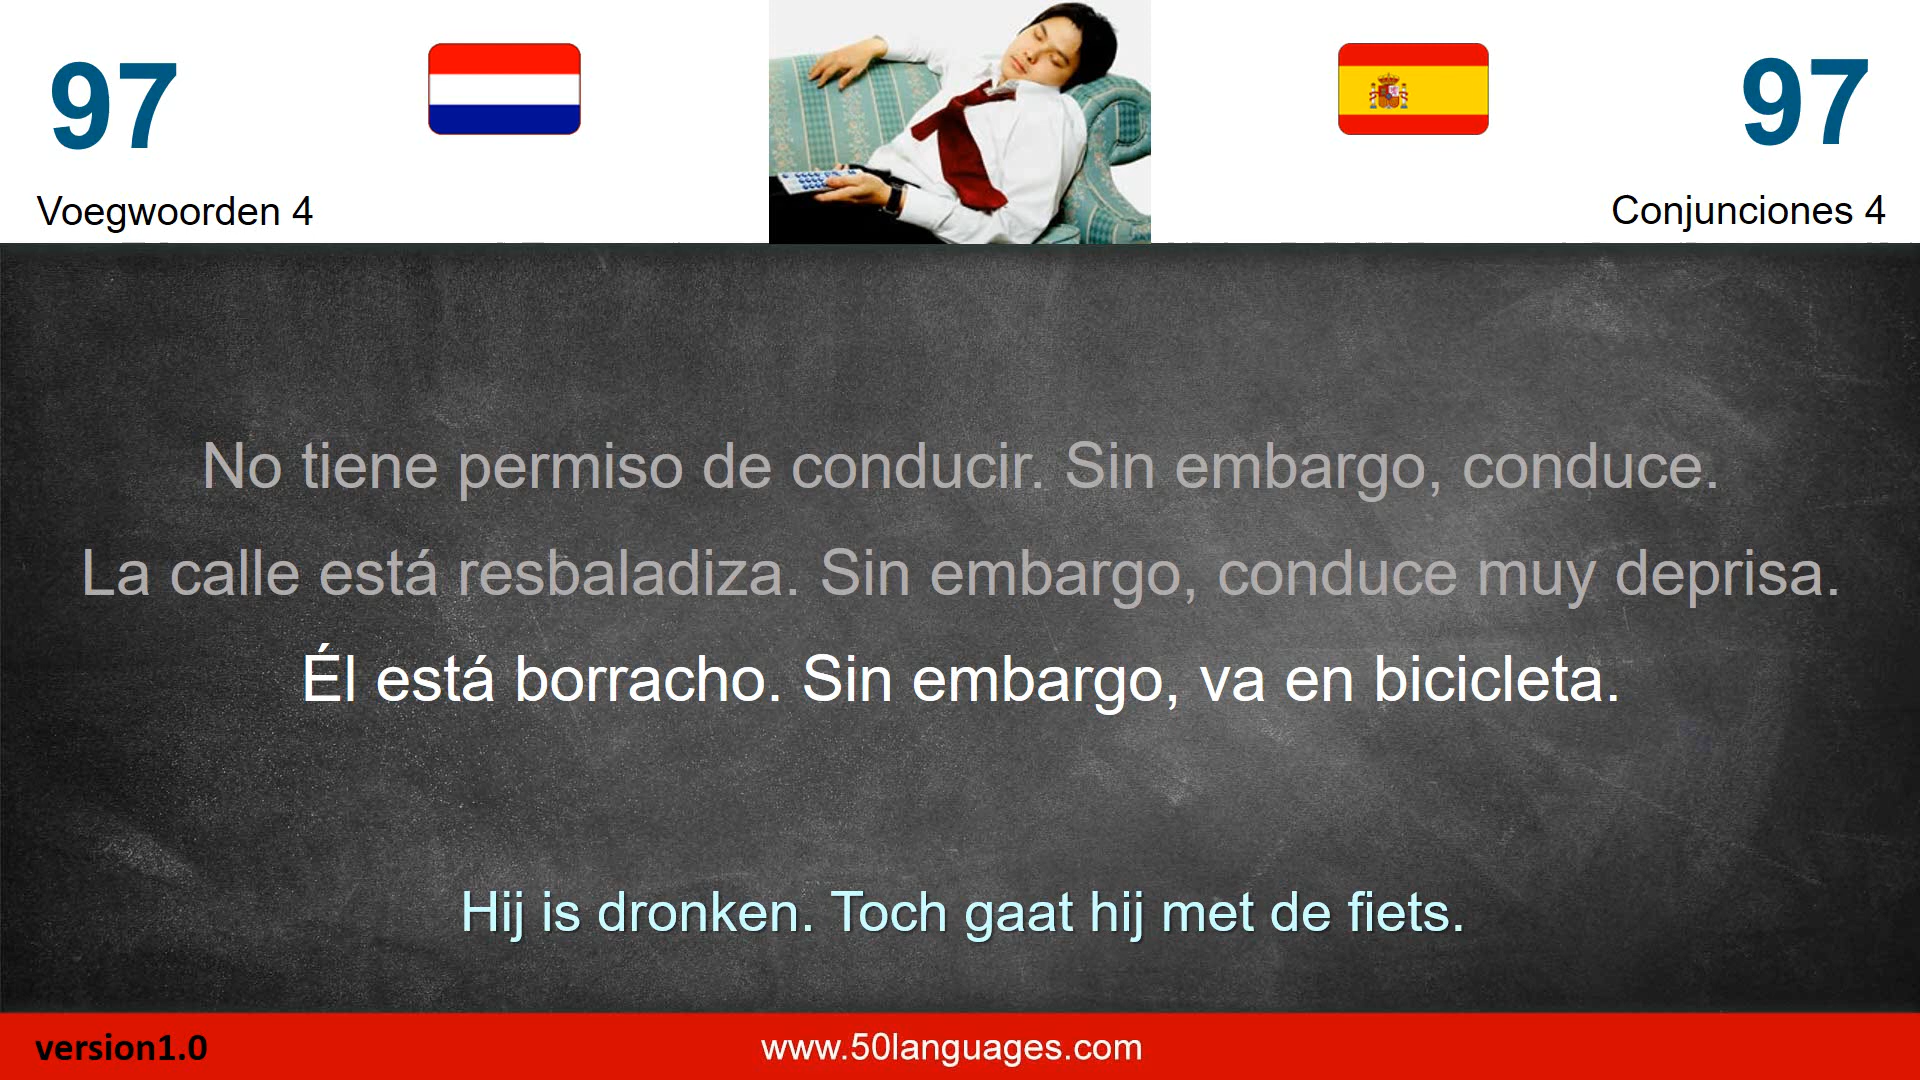 97
97
Voegwoorden 4
Conjunciones 4
No tiene permiso de conducir. Sin embargo, conduce.
La calle está resbaladiza. Sin embargo, conduce muy deprisa.
Él está borracho. Sin embargo, va en bicicleta.
Hij is dronken. Toch gaat hij met de fiets.
version1.0
www.50languages.com